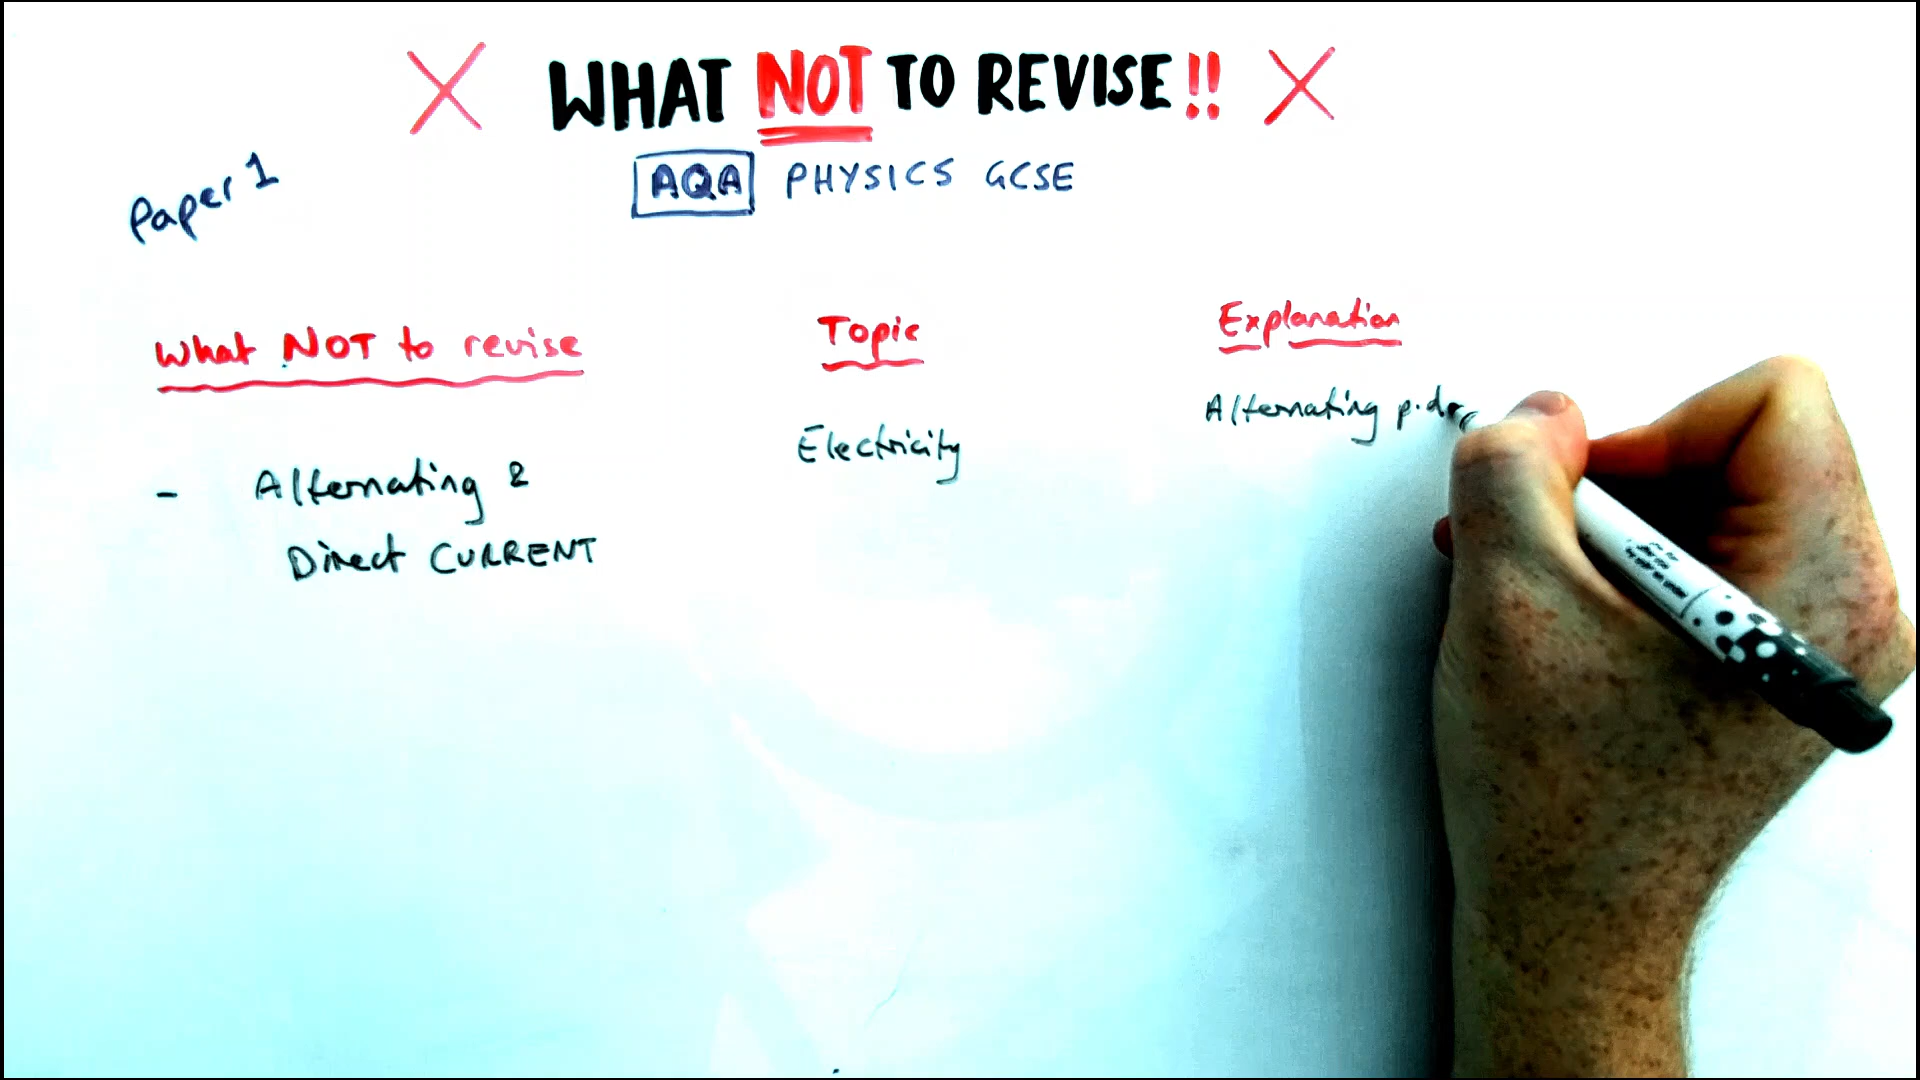 WHAT NOT TO REVISE!!
AQA PHYSICS GCSE
Paper 1
What NOT to revise
Topic
Explanation
Alternating p.d
Electricity
- Alternating &
Direct CURRENT